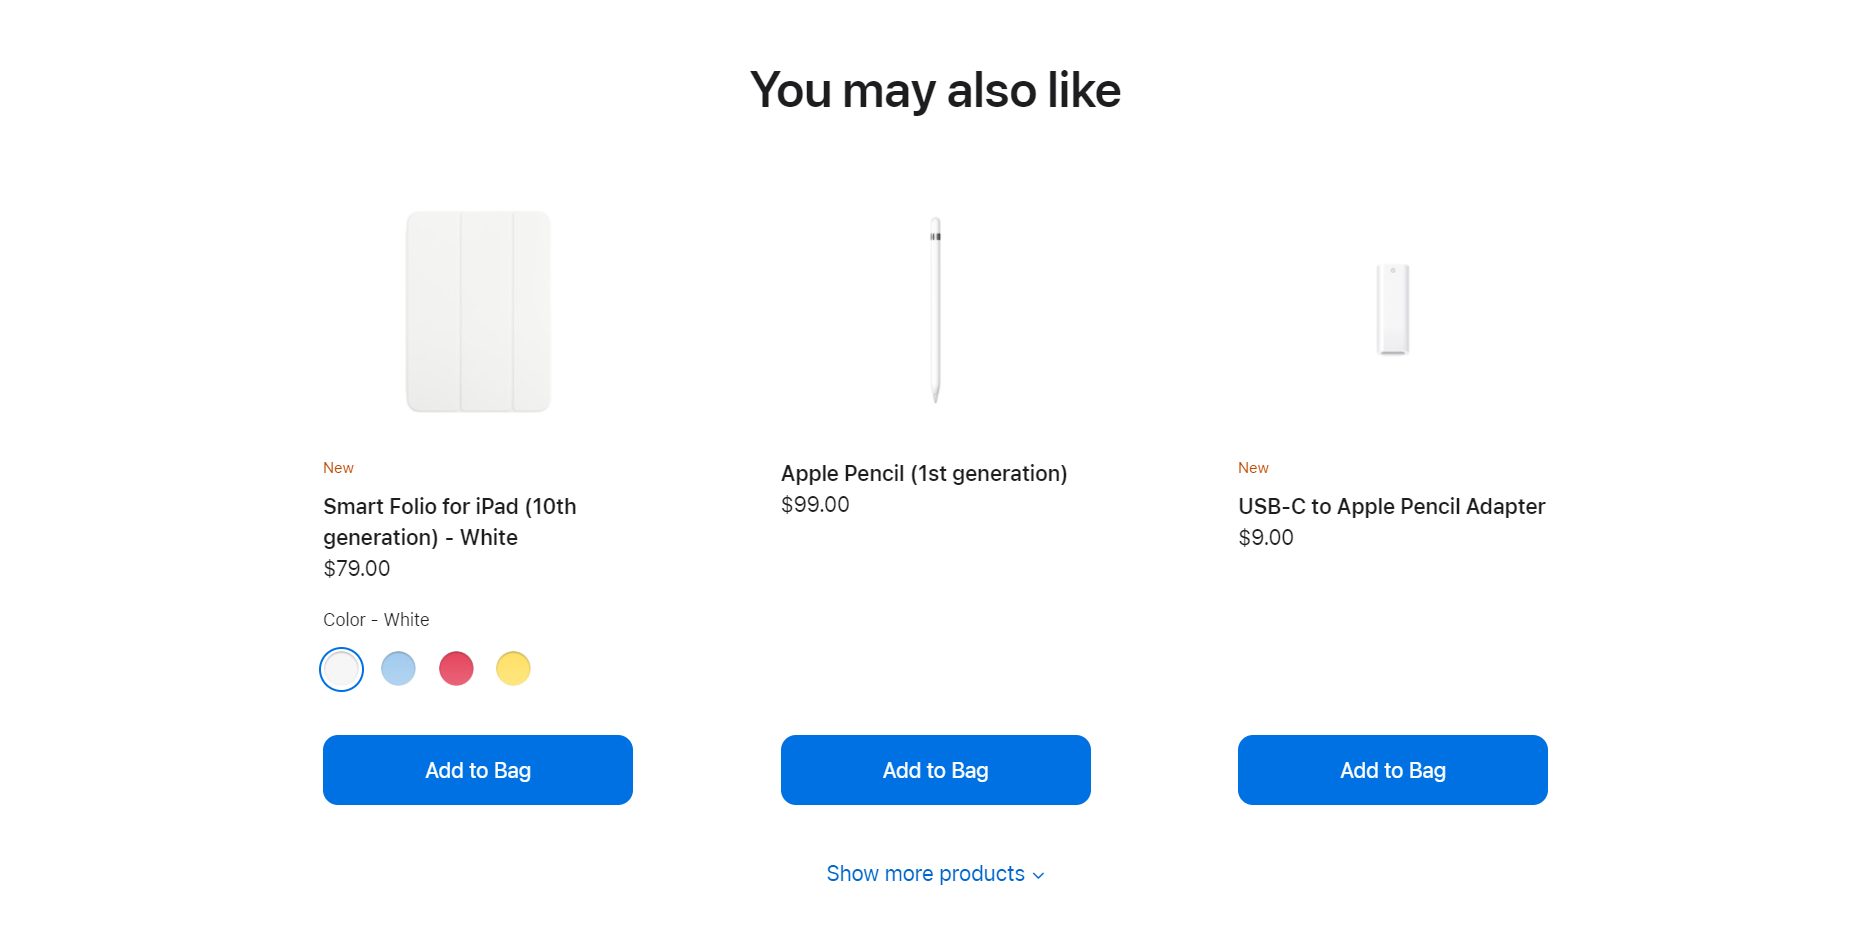 You may also like
New
Smart Folio for iPad (10th
generation) - White
$79.00
Color - White
Add to Bag
Apple Pencil (1st generation)
$99.00
Add to Bag
New
USB-C to Apple Pencil Adapter
$9.00
Add to Bag
Show more products